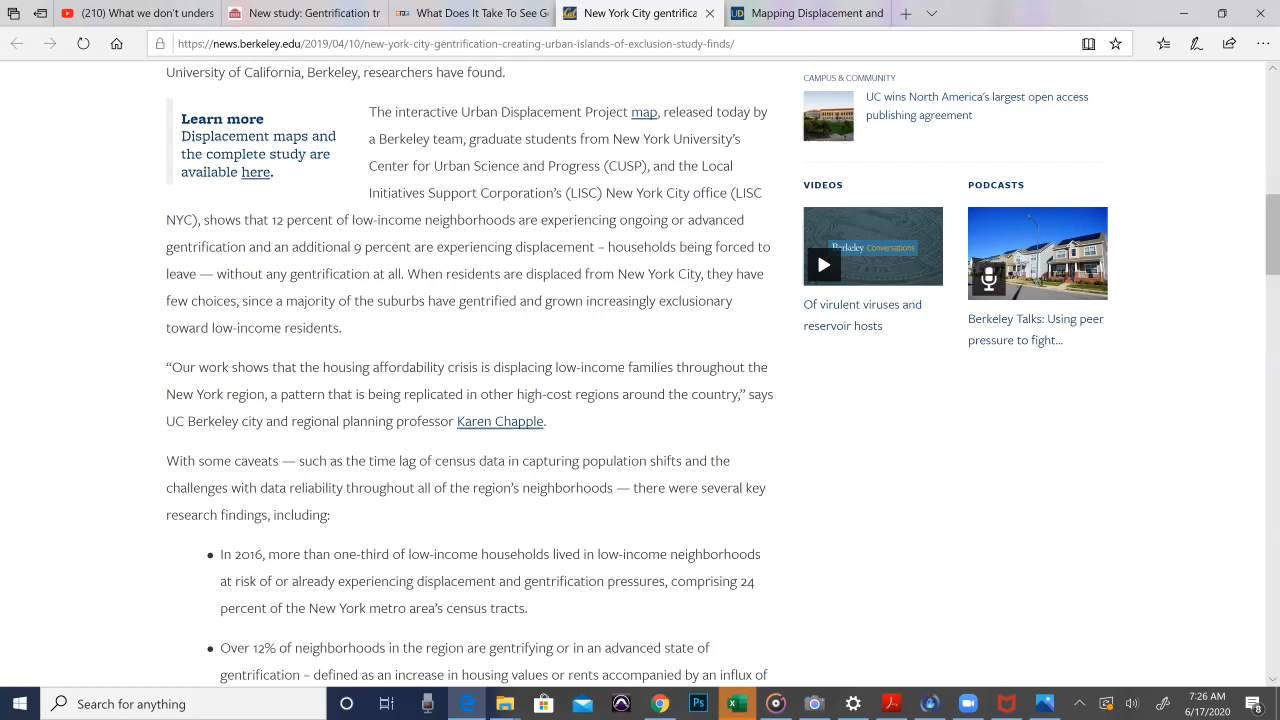 (210) What don't unders
New York: Gentrification
What It Take To See Ge
New York City gentrifica
Mapping Displacement an
https://news.berkeley.edu/2019/04/10/new-york-city-gentrification-creating-urban-islands-of-exclusion-study-finds/
University of California, Berkeley, researchers have found.
Learn more
Displacement maps and
the complete study are
available here.
The interactive Urban Displacement Project map, released today by
a Berkeley team, graduate students from New York University's
Center for Urban Science and Progress (CUSP), and the Local
Initiatives Support Corporation's (LISC) New York City office (LISC
NYC), shows that 12 percent of low-income neighborhoods are experiencing ongoing or advanced
gentrification and an additional 9 percent are experiencing displacement – households being forced to
leave — without any gentrification at all. When residents are displaced from New York City, they have
few choices, since a majority of the suburbs have gentrified and grown increasingly exclusionary
toward low-income residents.
“Our work shows that the housing affordability crisis is displacing low-income families throughout the
New York region, a pattern that is being replicated in other high-cost regions around the country,” says
UC Berkeley city and regional planning professor Karen Chapple.
With some caveats — such as the time lag of census data in capturing population shifts and the
challenges with data reliability throughout all of the region's neighborhoods — there were several key
research findings, including:
● In 2016, more than one-third of low-income households lived in low-income neighborhoods
at risk of or already experiencing displacement and gentrification pressures, comprising 24
percent of the New York metro area's census tracts.
● Over 12% of neighborhoods in the region are gentrifying or in an advanced state of
gentrification – defined as an increase in housing values or rents accompanied by an influx of
CAMPUS & COMMUNITY
UC wins North America's largest open access
publishing agreement
VIDEOS
Berkeley Conversations
Of virulent viruses and
reservoir hosts
PODCASTS
Berkeley Talks: Using peer
pressure to fight...
Search for anything
Ps
7:26 AM
6/17/2020
8